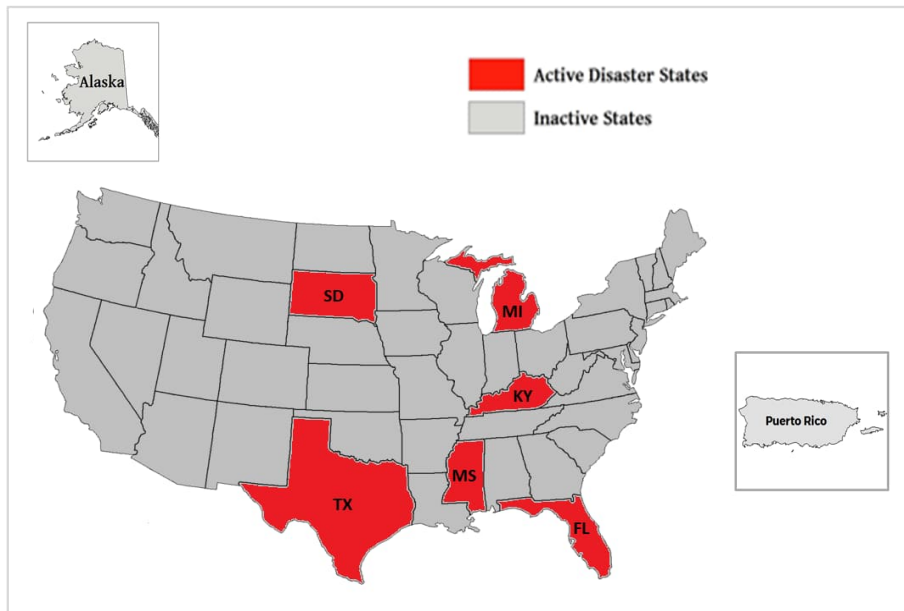 Alaska
Active Disaster States
Inactive States
SD
MI
KY
MS
TX
FL
Puerto Rico